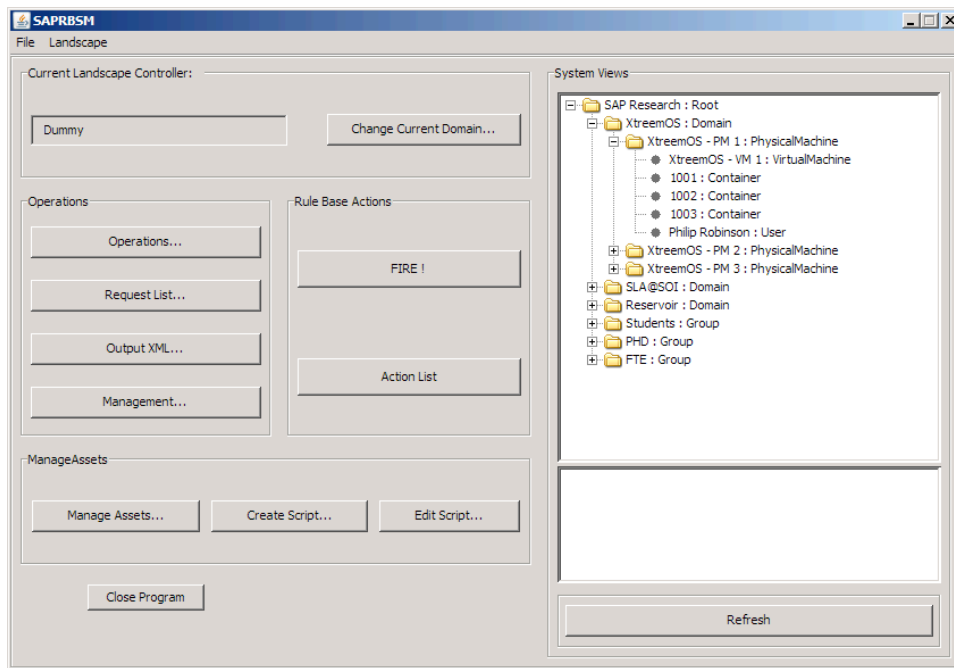 SAPRBSM
File Landscape
Current Landscape Controller:
Dummy
Change Current Domain...
Operations
Operations...
Request List...
Output XML...
Management...
Rule Base Actions
FIRE !
Action List
ManageAssets
Manage Assets...
Create Script...
Edit Script...
Close Program
System Views
SAP Research : Root
XtreemOS : Domain
XtreemOS - PM 1 : PhysicalMachine
XtreemOS - VM 1 : VirtualMachine
1001 : Container
1002 : Container
1003 : Container
Philip Robinson : User
XtreemOS - PM 2 : PhysicalMachine
XtreemOS - PM 3 : PhysicalMachine
SLA@SOI : Domain
Reservoir : Domain
Students : Group
PHD : Group
FTE : Group
Refresh